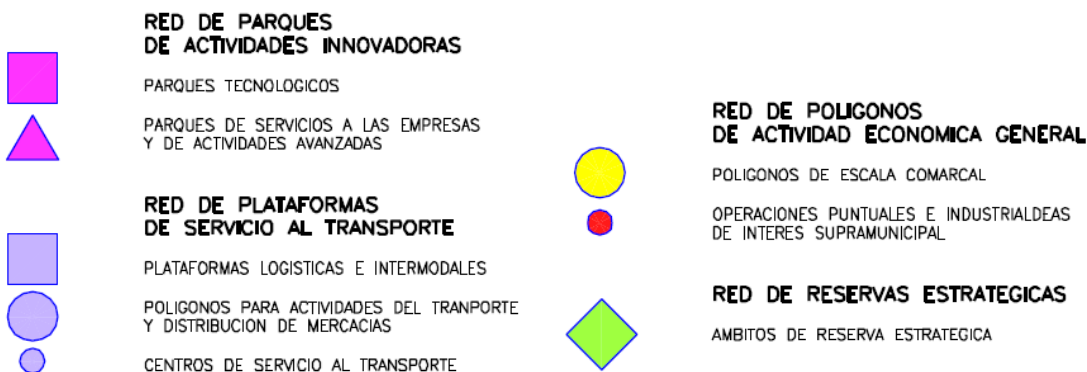 RED DE PARQUES
DE ACTIVIDADES INNOVADORAS
PARQUES TECNOLOGICOS
PARQUES DE SERVICIOS A LAS EMPRESAS
Y DE ACTIVIDADES AVANZADAS
RED DE PLATAFORMAS
DE SERVICIO AL TRANSPORTE
PLATAFORMAS LOGISTICAS E INTERMODALES
POLIGONOS PARA ACTIVIDADES DEL TRANPORTE
Y DISTRIBUCION DE MERCACIAS
CENTROS DE SERVICIO AL TRANSPORTE
RED DE POLIGONOS
DE ACTIVIDAD ECONOMICA GENERAL
POLIGONOS DE ESCALA COMARCAL
OPERACIONES PUNTUALES E INDUSTRIALDEAS
DE INTERES SUPRAMUNICIPAL
RED DE RESERVAS ESTRATEGICAS
AMBITOS DE RESERVA ESTRATEGICA